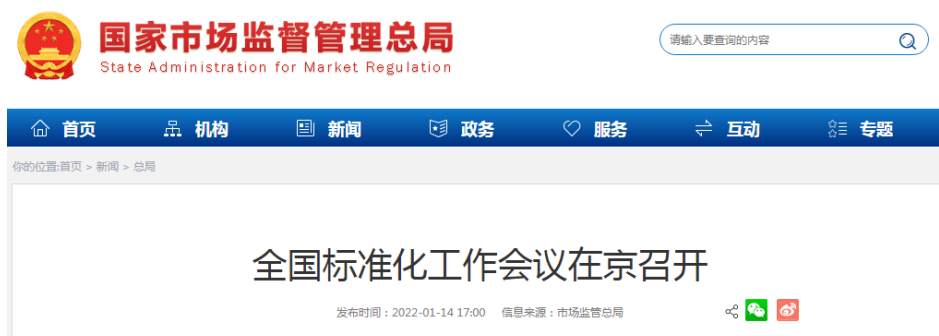 国家市场监督管理总局
State Administration for Market Regulation
请输入要查询的内容
首页 机构 新闻 政务 服务 互动 专题
你的位置:首页 > 新闻 > 总局
全国标准化工作会议在京召开
发布时间：2022-01-14 17:00 信息来源：市场监管总局